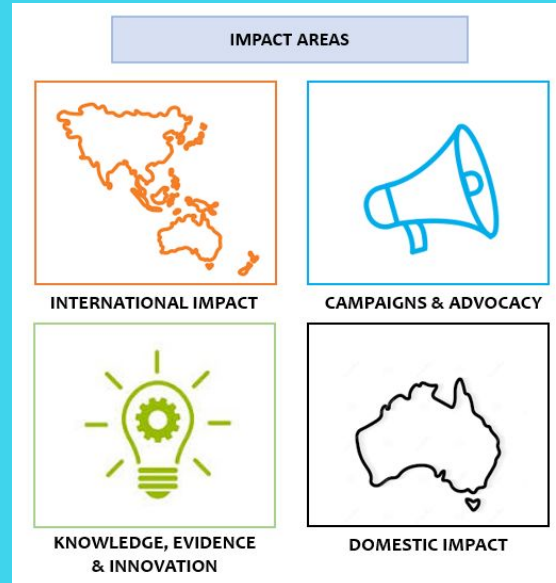 IMPACT AREAS
INTERNATIONAL IMPACT
CAMPAIGNS & ADVOCACY
KNOWLEDGE, EVIDENCE
& INNOVATION
DOMESTIC IMPACT